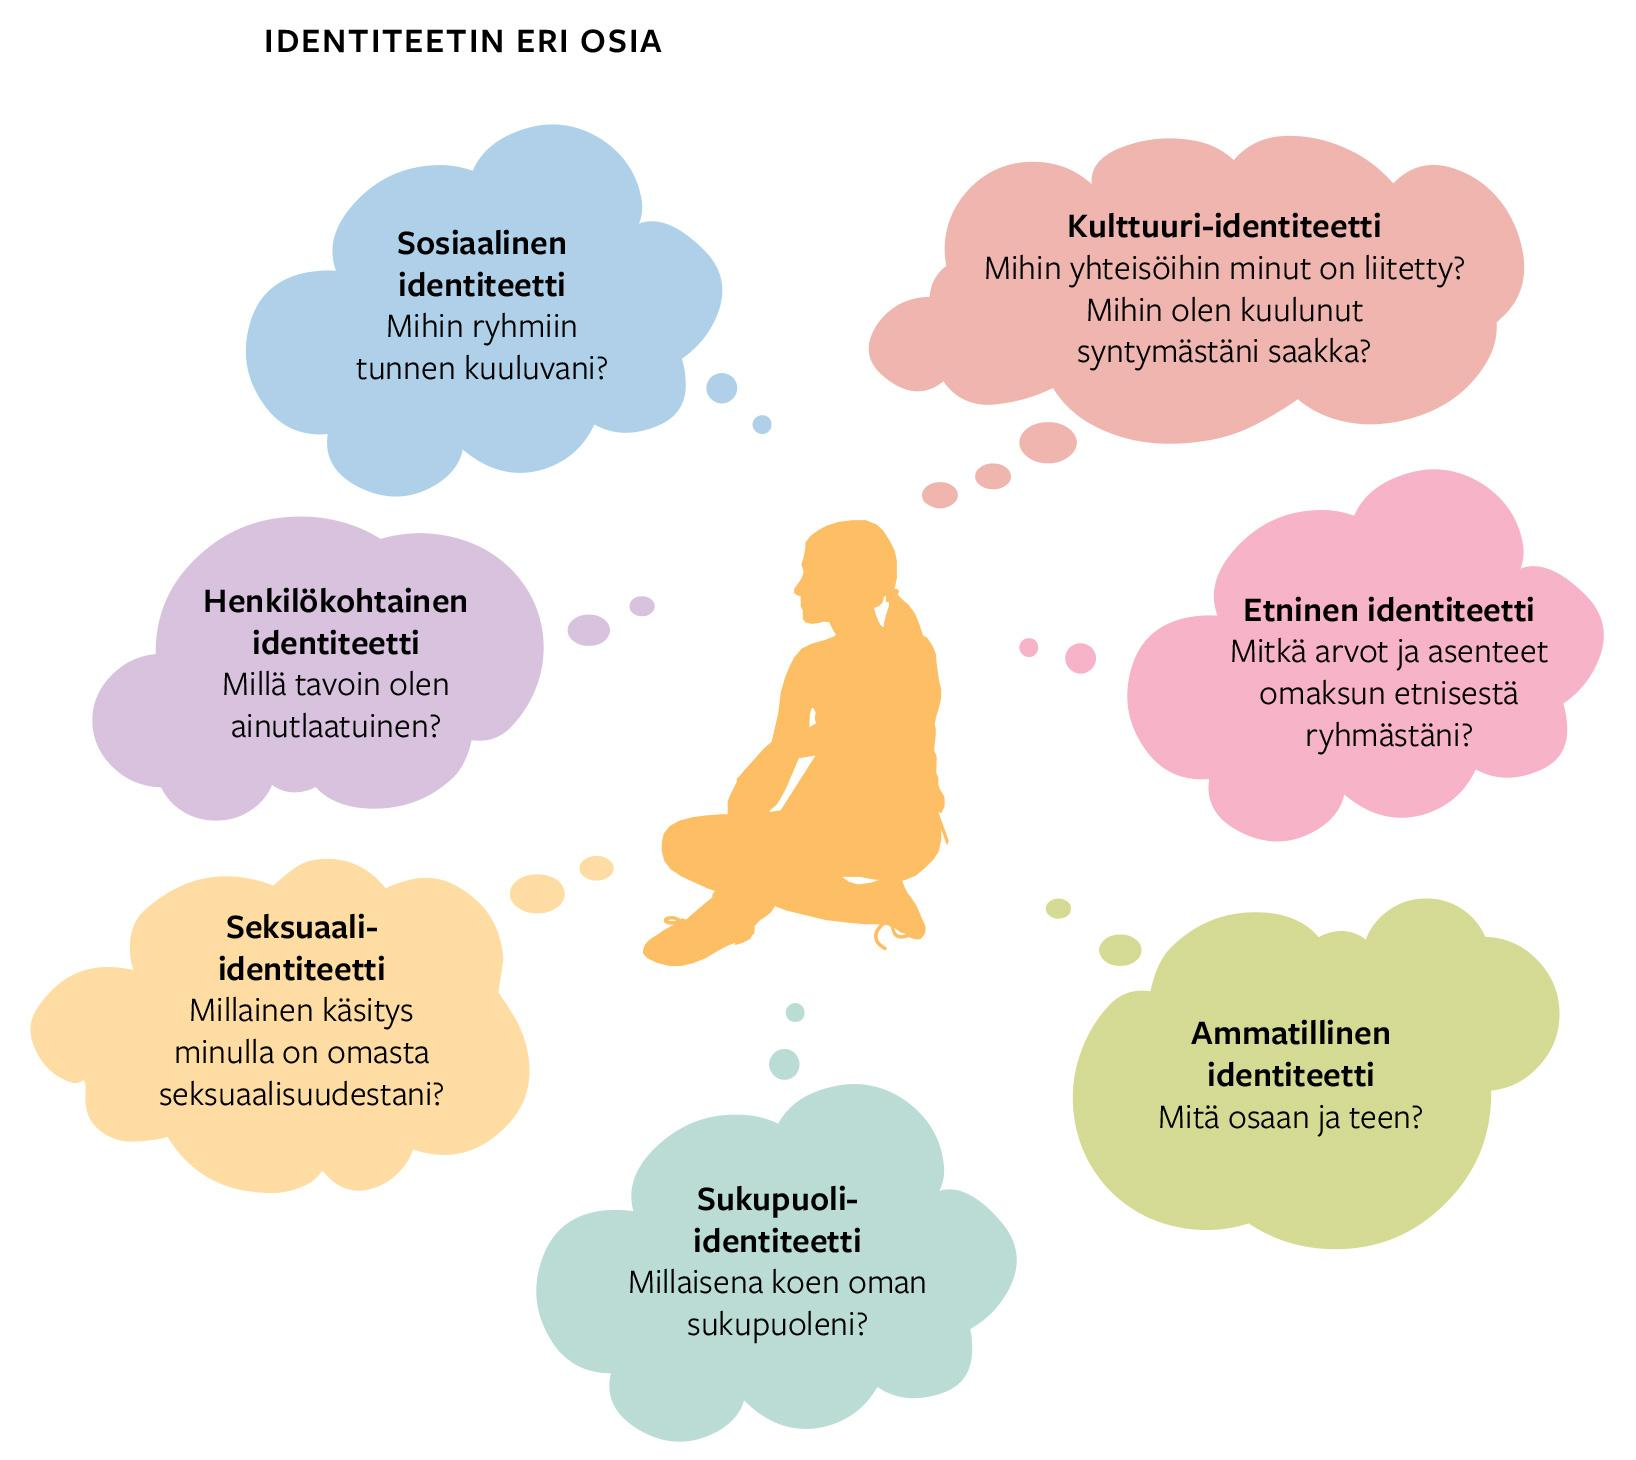 IDENTITEETIN ERI OSIA
Sosiaalinen
identiteetti
Mihin ryhmiin
tunnen kuuluvani?
Kulttuuri-identiteetti
Mihin yhteisöihin minut on liitetty?
Mihin olen kuulunut
syntymästäni saakka?
Henkilökohtainen
identiteetti
Millä tavoin olen
ainutlaatuinen?
Etninen identiteetti
Mitkä arvot ja asenteet
omaksun etnisestä
ryhmästäni?
Seksuaali-
identiteetti
Millainen käsitys
minulla on omasta
seksuaalisuudestani?
Ammatillinen
identiteetti
Mitä osaan ja teen?
Sukupuoli-
identiteetti
Millaisena koen oman
sukupuoleni?